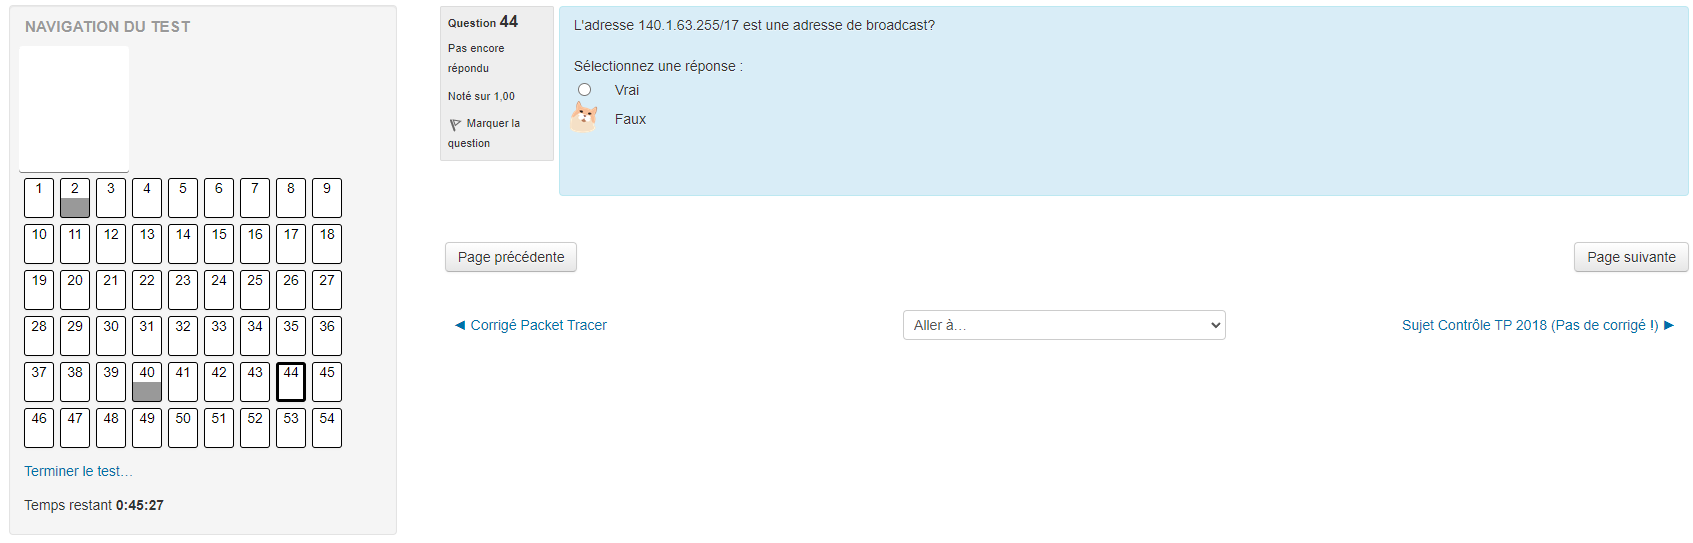 NAVIGATION DU TEST
1 2 3 4 5 6 7 8 9
10 11 12 13 14 15 16 17 18
19 20 21 22 23 24 25 26 27
28 29 30 31 32 33 34 35 36
37 38 39 40 41 42 43 44 45
46 47 48 49 50 51 52 53 54
Terminer le test…
Temps restant 0:45:27
Question 44
Pas encore
répondu
Noté sur 1,00
Marquer la
question
L'adresse 140.1.63.255/17 est une adresse de broadcast?
Sélectionnez une réponse :
Vrai
Faux
Page précédente
Page suivante
◄ Corrigé Packet Tracer
Aller à…
Sujet Contrôle TP 2018 (Pas de corrigé !) ►